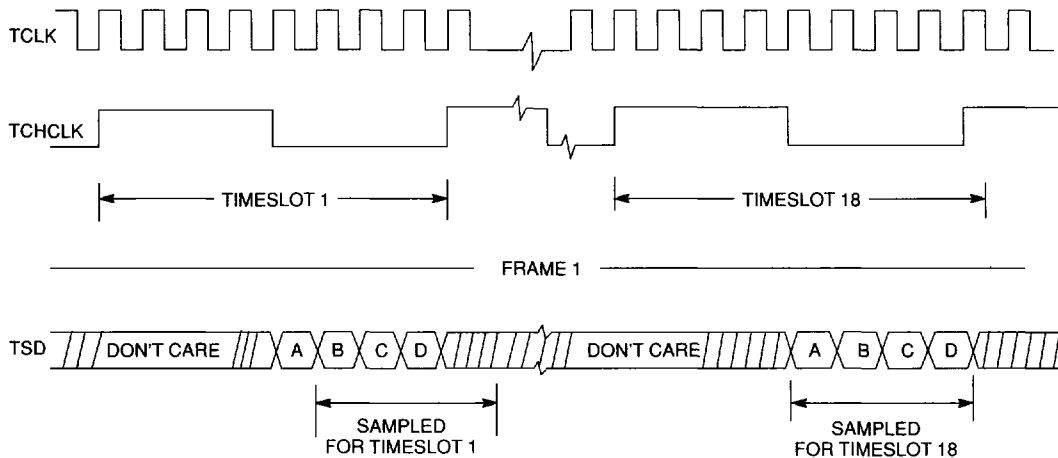 TCLK
TCHCLK
TIMESLOT 1
TIMESLOT 18
FRAME 1
TSD
DON'T CARE
A
B
C
D
DON'T CARE
A
B
C
D
SAMPLED
FOR TIMESLOT 1
SAMPLED
FOR TIMESLOT 18